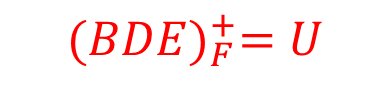 (BDE)⁺_F = U